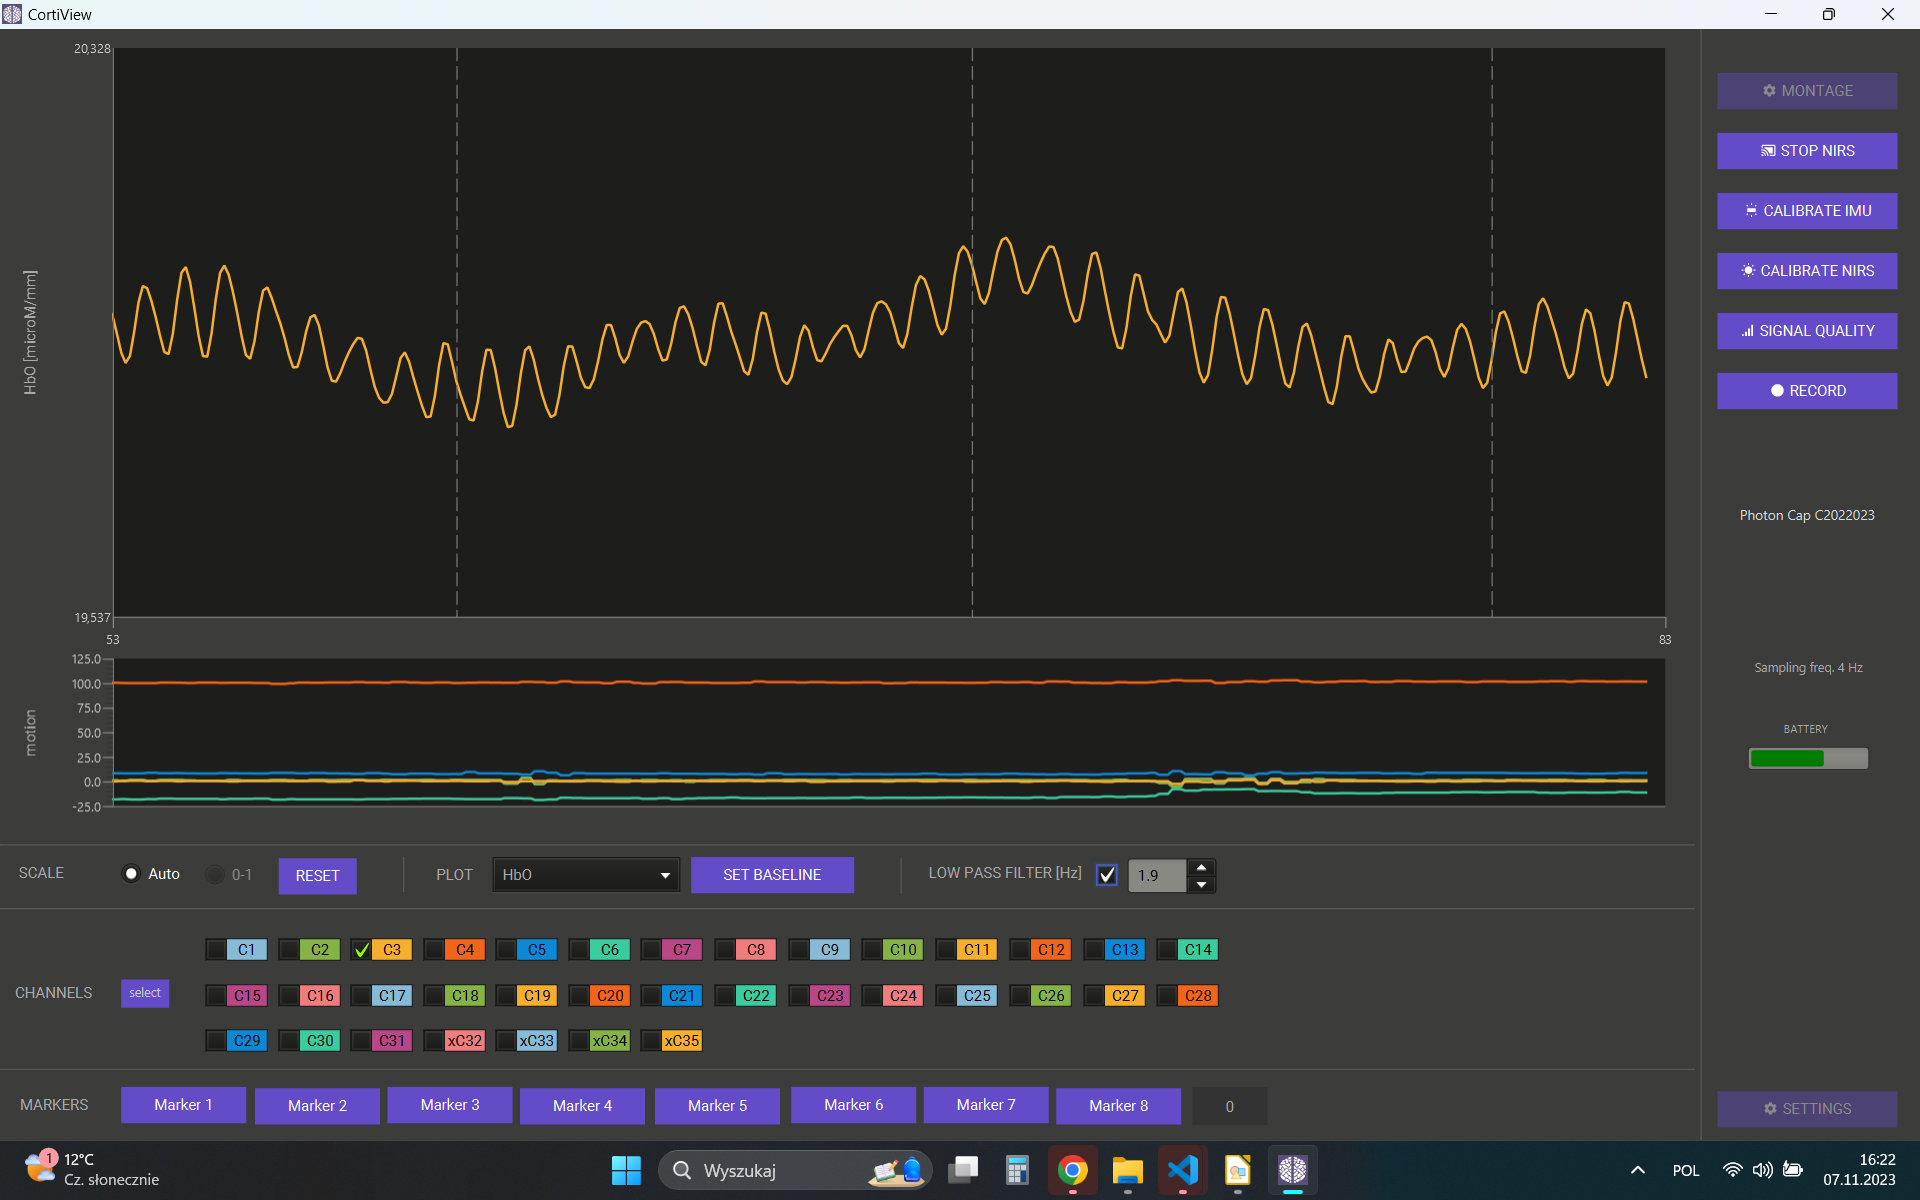 CortiView
20,328
HbO [microM/mm]
19,537
53
83
125.0
100.0
75.0
50.0
25.0
0.0
-25.0
motion
MONTAGE
STOP NIRS
CALIBRATE IMU
CALIBRATE NIRS
SIGNAL QUALITY
RECORD
Photon Cap C2022023
Sampling freq. 4 Hz
BATTERY
SCALE Auto 0-1 RESET PLOT HbO SET BASELINE LOW PASS FILTER [Hz] 1.9
C1 C2 C3 C4 C5 C6 C7 C8 C9 C10 C11 C12 C13 C14
CHANNELS select C15 C16 C17 C18 C19 C20 C21 C22 C23 C24 C25 C26 C27 C28
C29 C30 C31 xC32 xC33 xC34 xC35
MARKERS Marker 1 Marker 2 Marker 3 Marker 4 Marker 5 Marker 6 Marker 7 Marker 8 0
SETTINGS
1
12°C
Cz. słonecznie
Wyszukaj
POL
16:22
07.11.2023